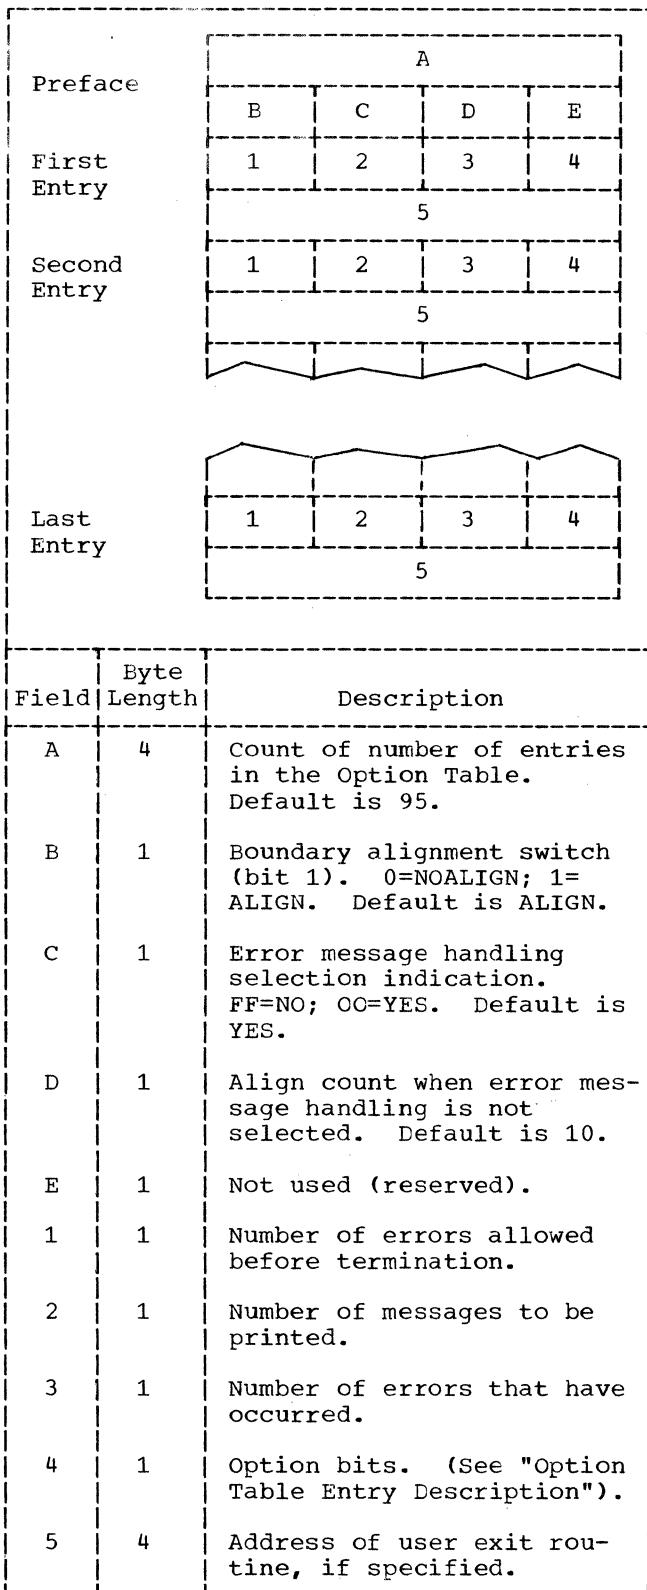 A
Preface
B C D E
First 1 2 3 4
Entry
5
Second 1 2 3 4
Entry
5
Last 1 2 3 4
Entry
5
Byte
Field Length Description
A 4 Count of number of entries
in the Option Table.
Default is 95.
B 1 Boundary alignment switch
(bit 1). 0=NOALIGN; 1=
ALIGN. Default is ALIGN.
C 1 Error message handling
selection indication.
FF=NO; 00=YES. Default is
YES.
D 1 Align count when error mes-
sage handling is not
selected. Default is 10.
E 1 Not used (reserved).
1 1 Number of errors allowed
before termination.
2 1 Number of messages to be
printed.
3 1 Number of errors that have
occurred.
4 1 Option bits. (See "Option
Table Entry Description").
5 4 Address of user exit rou-
tine, if specified.